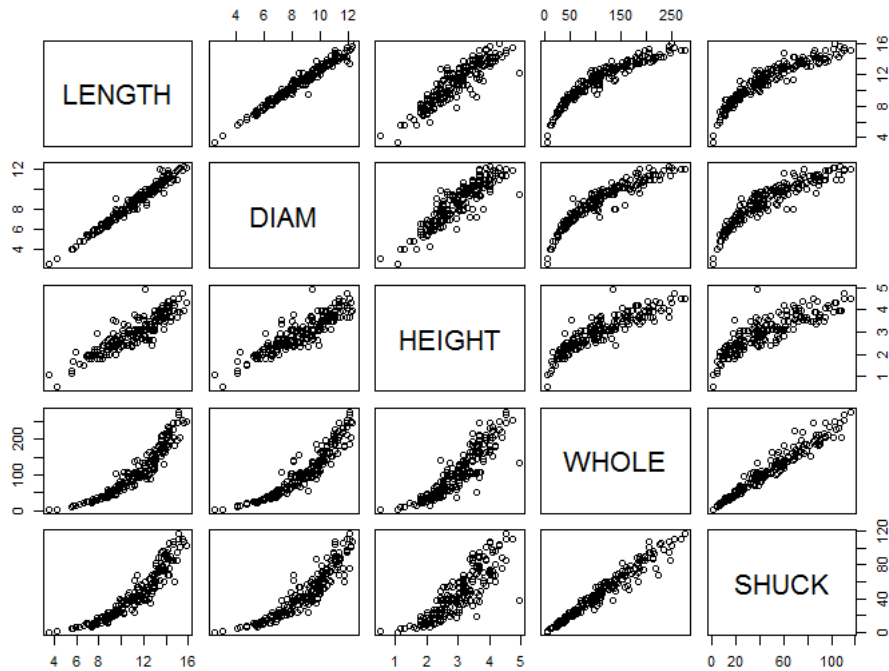 4 6 8 10 12
0 50 150 250
LENGTH
4 8 12 16
4 6 8 12
DIAM
HEIGHT
1 2 3 4 5
0 100 200
WHOLE
SHUCK
0 40 80 120
4 6 8 12 16
1 2 3 4 5
0 20 60 100